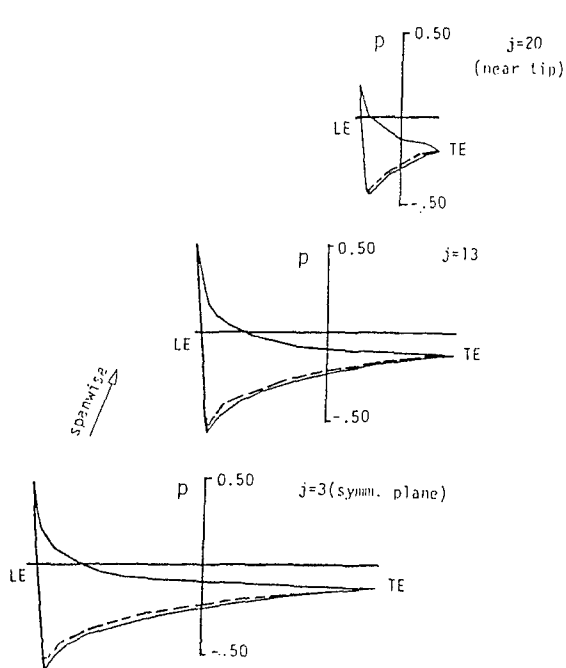 p 0.50 j=20
(near tip)
LE
TE
-.50
p 0.50 j=13
LE
TE
-.50
spanwise
p 0.50 j=3(symm. plane)
LE
TE
-.50